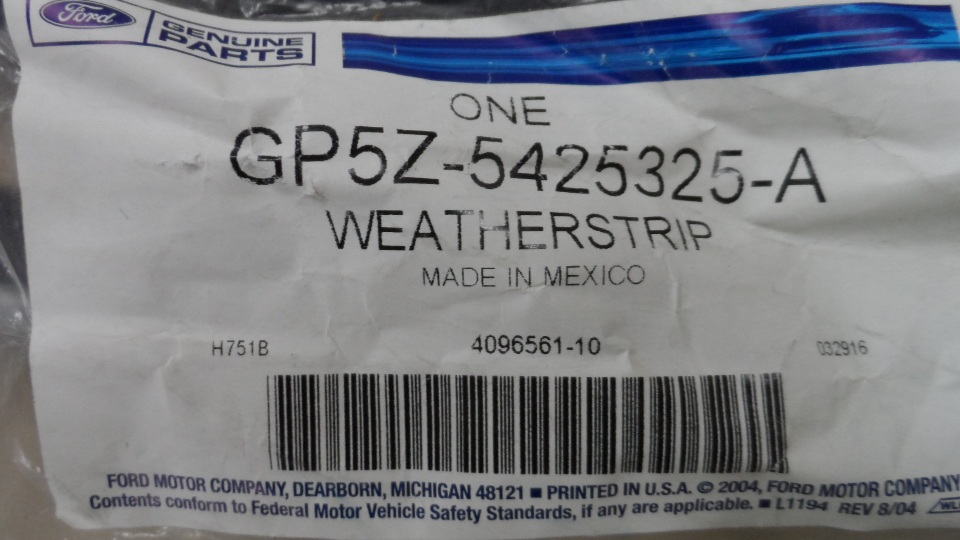 Ford
GENUINE
PARTS
ONE
GP5Z-5425325-A
WEATHERSTRIP
MADE IN MEXICO
H751B 4096561-10 032916
FORD MOTOR COMPANY, DEARBORN, MICHIGAN 48121 ■ PRINTED IN U.S.A. © 2004, FORD MOTOR COMPANY
Contents conform to Federal Motor Vehicle Safety Standards, if any are applicable. ■ L1194 REV 8/04